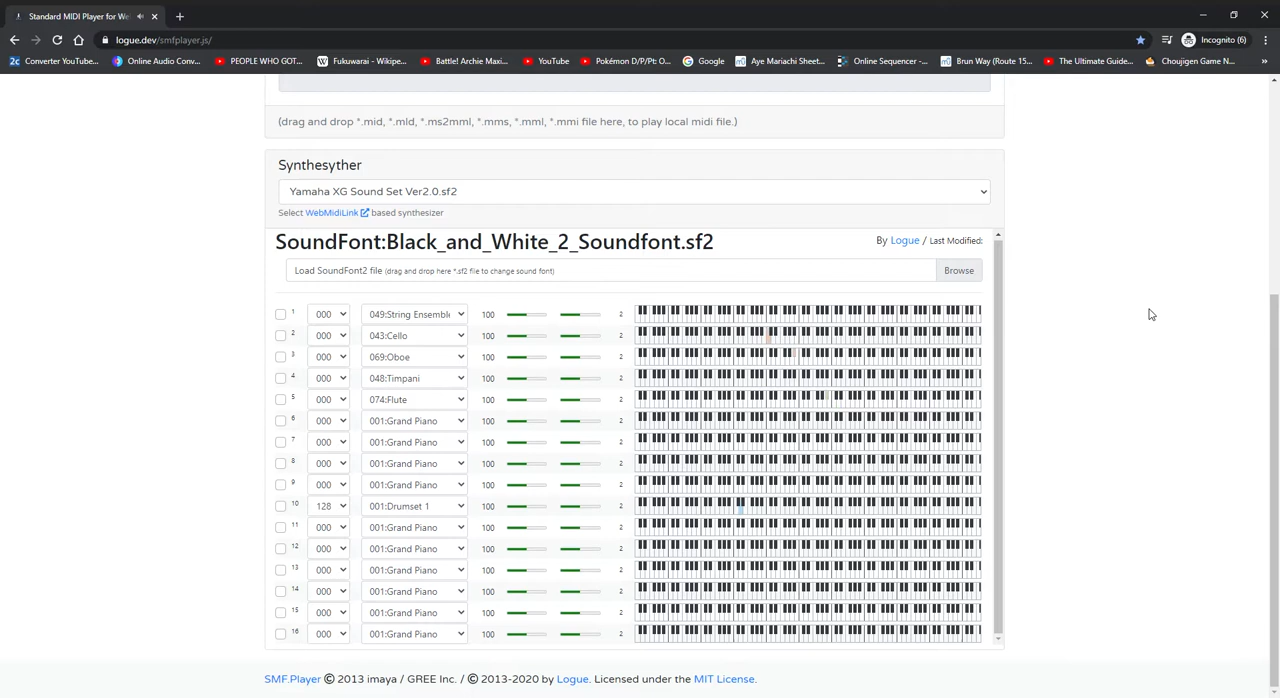 Standard MIDI Player for We
logue.dev/smfplayer.js/
Incognito (6)
Converter YouTube...
Online Audio Conv...
PEOPLE WHO GOT...
Fukuwarai - Wikipe...
Battle! Archie Maxi...
YouTube
Pokémon D/P/Pt: O...
Google
Aye Mariachi Sheet...
Online Sequencer -...
Brun Way (Route 15...
The Ultimate Guide...
Choujigen Game N...
»
(drag and drop *.mid, *.mld, *.ms2mml, *.mms, *.mml, *.mmi file here, to play local midi file.)
Synthesyther
Yamaha XG Sound Set Ver2.0.sf2
Select WebMidiLink based synthesizer
SoundFont:Black_and_White_2_Soundfont.sf2
By Logue / Last Modified:
Load SoundFont2 file (drag and drop here *.sf2 file to change sound font)
Browse
1 000 049:String Ensembl 100 2
2 000 043:Cello 100 2
3 000 069:Oboe 100 2
4 000 048:Timpani 100 2
5 000 074:Flute 100 2
6 000 001:Grand Piano 100 2
7 000 001:Grand Piano 100 2
8 000 001:Grand Piano 100 2
9 000 001:Grand Piano 100 2
10 128 001:Drumset 1 100 2
11 000 001:Grand Piano 100 2
12 000 001:Grand Piano 100 2
13 000 001:Grand Piano 100 2
14 000 001:Grand Piano 100 2
15 000 001:Grand Piano 100 2
16 000 001:Grand Piano 100 2
SMF.Player © 2013 imaya / GREE Inc. / © 2013-2020 by Logue. Licensed under the MIT License.